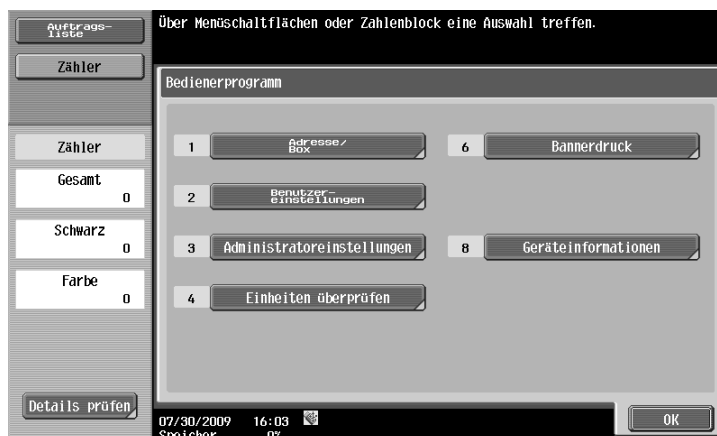 Auftrags-
liste
Zähler
Über Menüschaltflächen oder Zahlenblock eine Auswahl treffen.
Bedienerprogramm
Zähler
Gesamt
0
Schwarz
0
Farbe
0
Details prüfen
1 Adresse/
Box
2 Benutzer-
einstellungen
3 Administratoreinstellungen
4 Einheiten überprüfen
6 Bannerdruck
8 Geräteinformationen
07/30/2009 16:03
Speicher 0%
OK